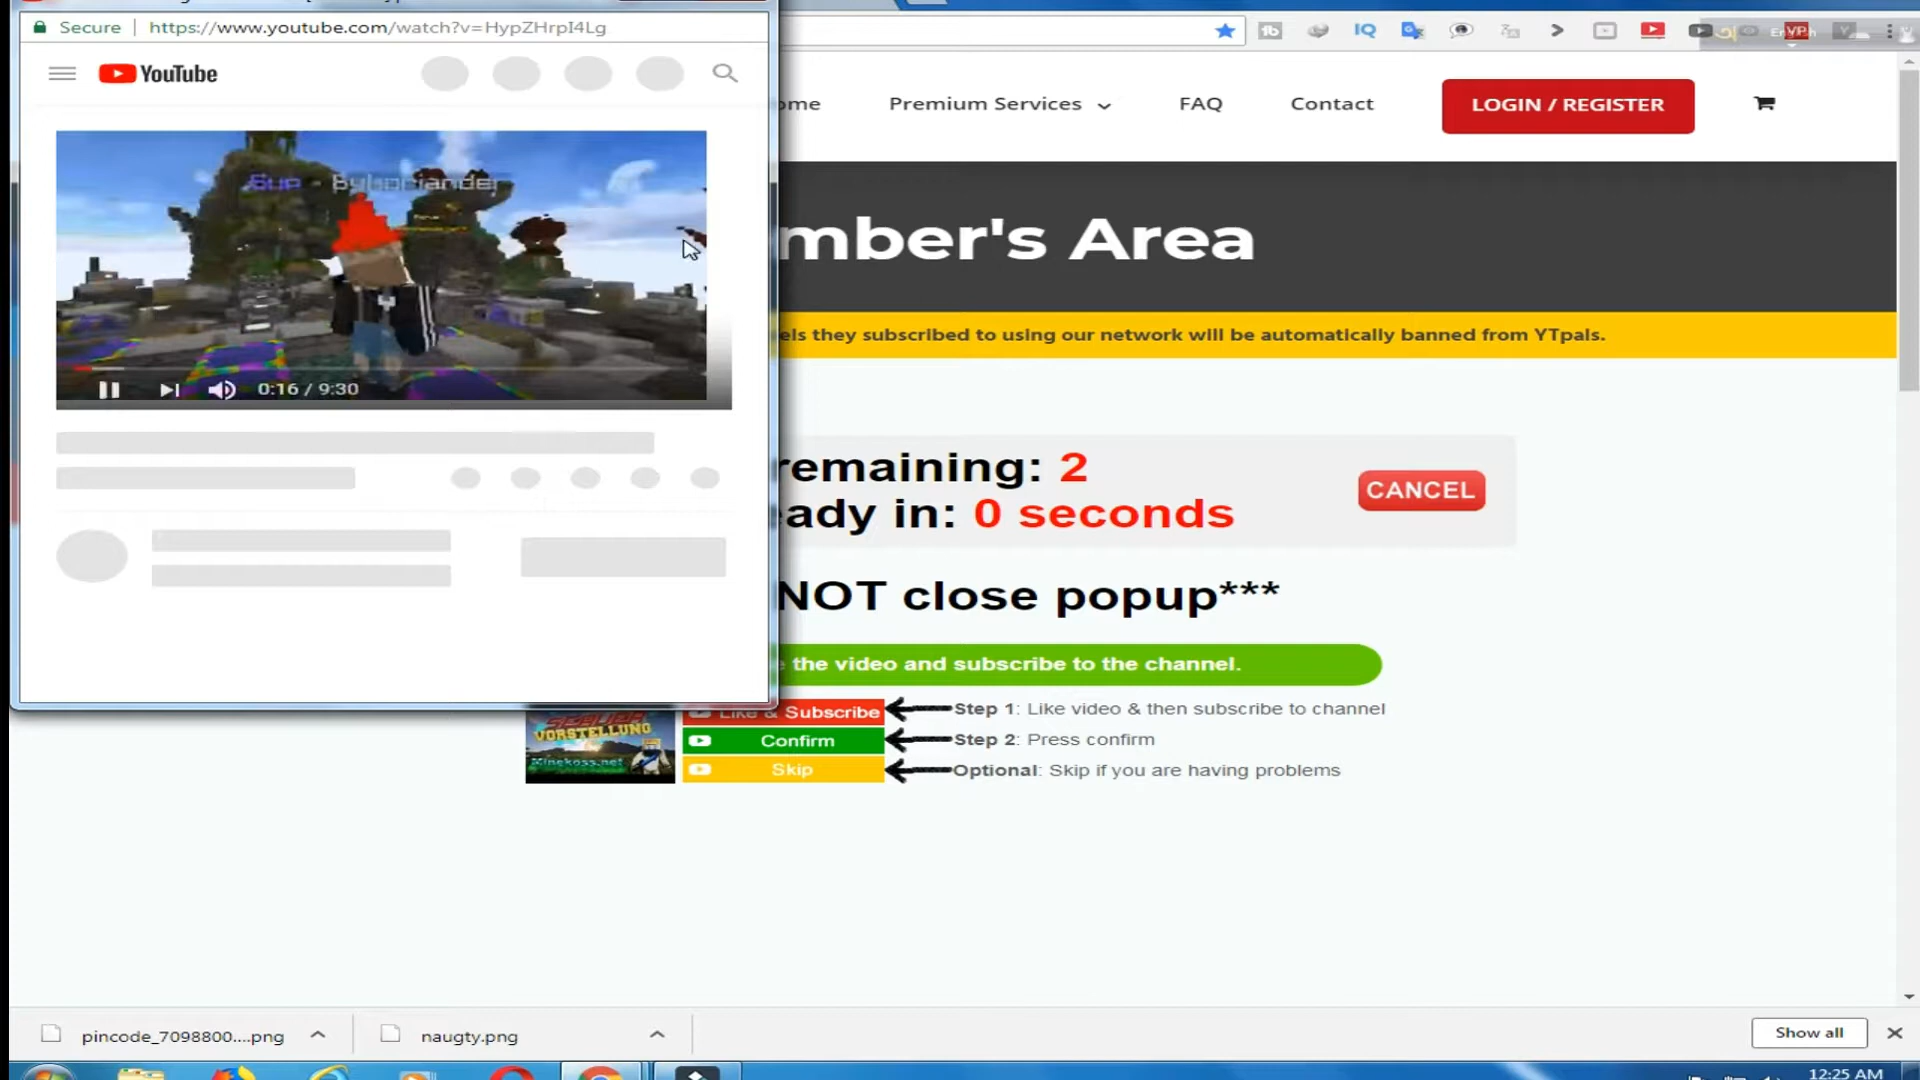 Secure
https://www.youtube.com/watch?v=HypZHrpI4Lg
YouTube
0:16 / 9:30
ome
Premium Services
FAQ
Contact
LOGIN / REGISTER
mber's Area
els they subscribed to using our network will be automatically banned from YTpals.
remaining: 2
ady in: 0 seconds
CANCEL
NOT close popup***
the video and subscribe to the channel.
VORSTELLUNG
Minekoss.net
Like & Subscribe
Step 1: Like video & then subscribe to channel
Confirm
Step 2: Press confirm
Skip
Optional: Skip if you are having problems
pincode_7098800....png
naugty.png
Show all
12:25 AM